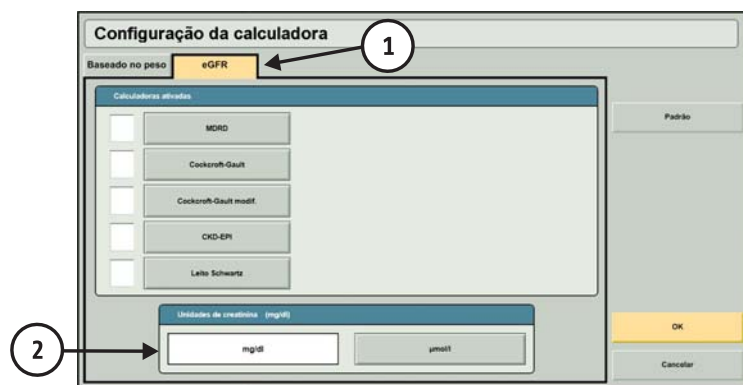 Configuração da calculadora
1
Baseado no peso
eGFR
Calculadoras ativadas
MDRD
Cockcroft-Gault
Cockcroft-Gault modif.
CKD-EPI
Leito Schwartz
Padrão
Unidades de creatinina (mg/dl)
2
mg/dl
µmol/l
OK
Cancelar